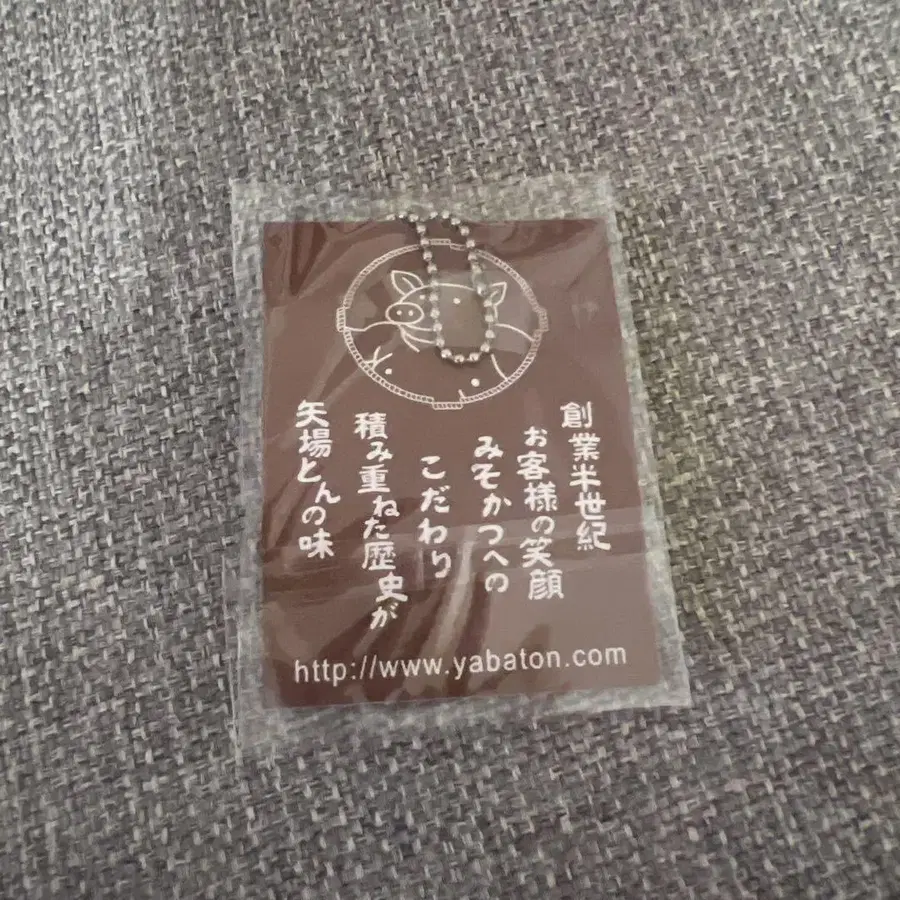 創業半世紀
お客様の笑顔
みそかつへの
こだわり
積み重ねた歴史が
矢場とんの味
http://www.yabaton.com